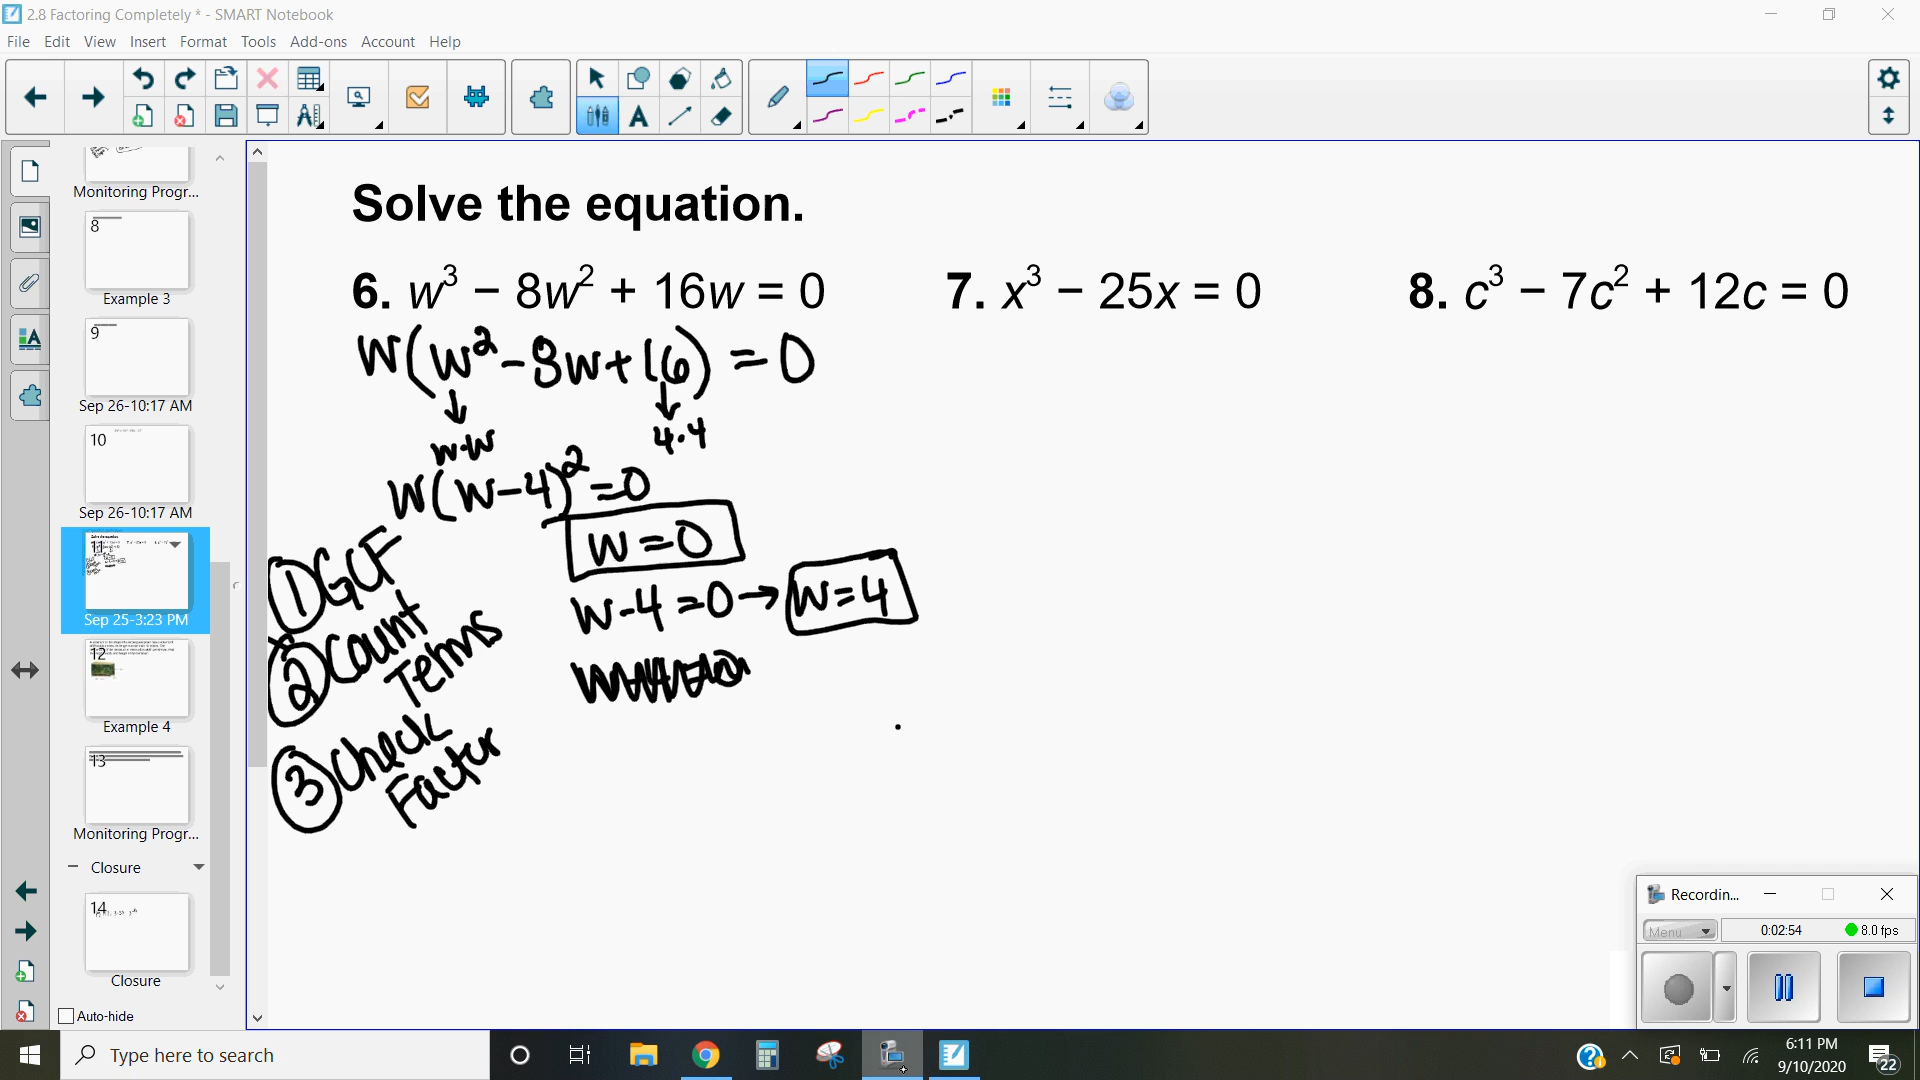 2.8 Factoring Completely * - SMART Notebook
File Edit View Insert Format Tools Add-ons Account Help
Monitoring Progr...
8
Example 3
9
Sep 26-10:17 AM
10
Sep 26-10:17 AM
11
Sep 25-3:23 PM
12
Example 4
13
Monitoring Progr...
Closure
14
Closure
Auto-hide
Solve the equation.
6. w³ − 8w² + 16w = 0
7. x³ − 25x = 0
8. c³ − 7c² + 12c = 0
w(w²-8w+16) = 0
w·w 4·4
w(w-4)²=0
w=0
w-4=0→ w=4
① GCF
② Count
Terms
③ Check
Factor
Recordin...
Menu 0:02:54 8.0 fps
Type here to search
6:11 PM
9/10/2020
22